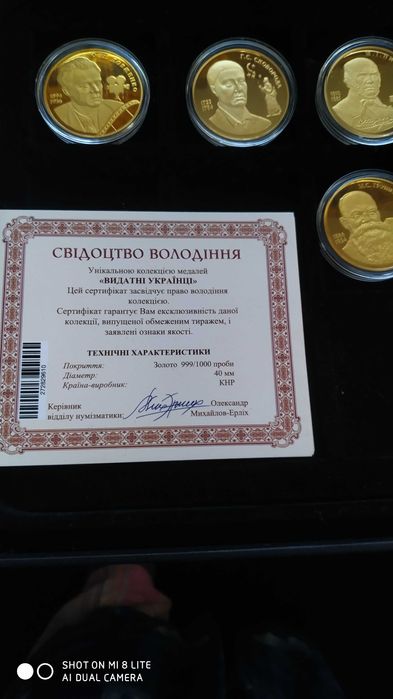 Г.С. СКОВОРОДА
СВІДОЦТВО ВОЛОДІННЯ
Унікальною колекцією медалей
«ВИДАТНІ УКРАЇНЦІ»
Цей сертифікат засвідчує право володіння
колекцією.
Сертифікат гарантує Вам ексклюзивність даної
колекції, випущеної обмеженим тиражем, і
заявлені ознаки якості.
ТЕХНІЧНІ ХАРАКТЕРИСТИКИ
Покриття: Золото 999/1000 проби
Діаметр: 40 мм
Країна-виробник: КНР
Керівник Олександр
відділу нумізматики: Михайлов-Ерліх
SHOT ON MI 8 LITE
AI DUAL CAMERA